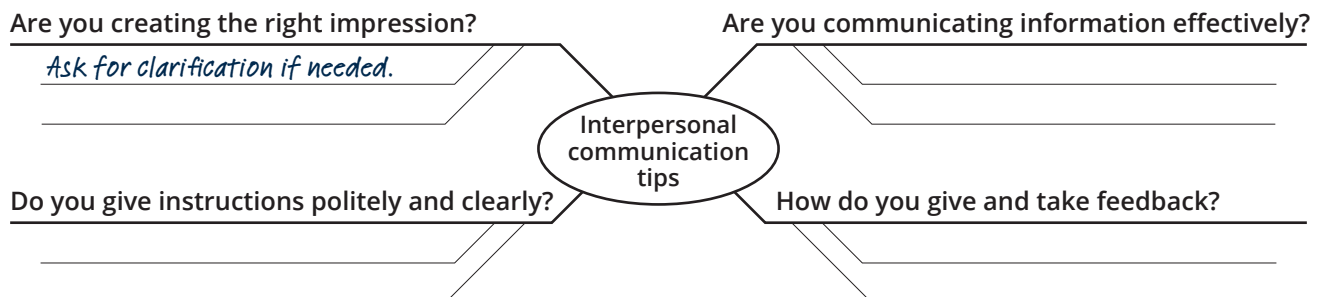 Are you creating the right impression?
Ask for clarification if needed.
Are you communicating information effectively?
Interpersonal
communication
tips
Do you give instructions politely and clearly?
How do you give and take feedback?